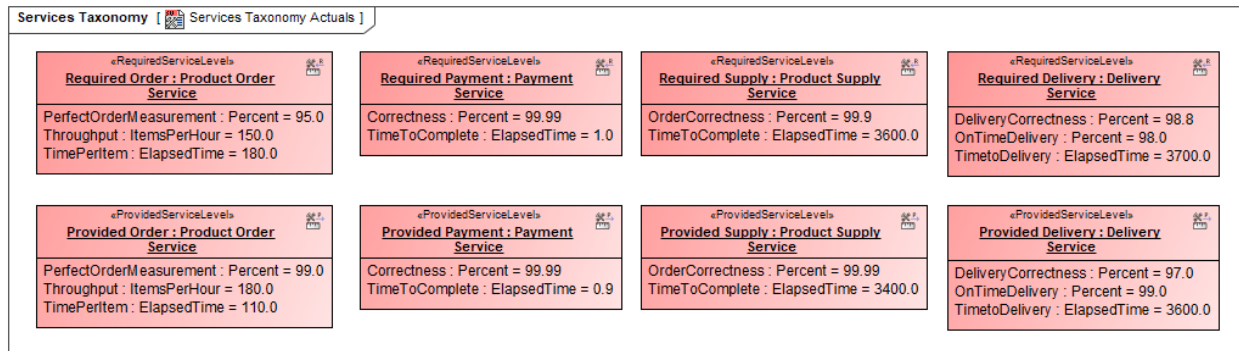 Services Taxonomy [ Services Taxonomy Actuals ]
«RequiredServiceLevel»
Required Order : Product Order
Service
PerfectOrderMeasurement : Percent = 95.0
Throughput : ItemsPerHour = 150.0
TimePerItem : ElapsedTime = 180.0
«RequiredServiceLevel»
Required Payment : Payment
Service
Correctness : Percent = 99.99
TimeToComplete : ElapsedTime = 1.0
«RequiredServiceLevel»
Required Supply : Product Supply
Service
OrderCorrectness : Percent = 99.9
TimeToComplete : ElapsedTime = 3600.0
«RequiredServiceLevel»
Required Delivery : Delivery
Service
DeliveryCorrectness : Percent = 98.8
OnTimeDelivery : Percent = 98.0
TimetoDelivery : ElapsedTime = 3700.0
«ProvidedServiceLevel»
Provided Order : Product Order
Service
PerfectOrderMeasurement : Percent = 99.0
Throughput : ItemsPerHour = 180.0
TimePerItem : ElapsedTime = 110.0
«ProvidedServiceLevel»
Provided Payment : Payment
Service
Correctness : Percent = 99.99
TimeToComplete : ElapsedTime = 0.9
«ProvidedServiceLevel»
Provided Supply : Product Supply
Service
OrderCorrectness : Percent = 99.99
TimeToComplete : ElapsedTime = 3400.0
«ProvidedServiceLevel»
Provided Delivery : Delivery
Service
DeliveryCorrectness : Percent = 97.0
OnTimeDelivery : Percent = 99.0
TimetoDelivery : ElapsedTime = 3600.0